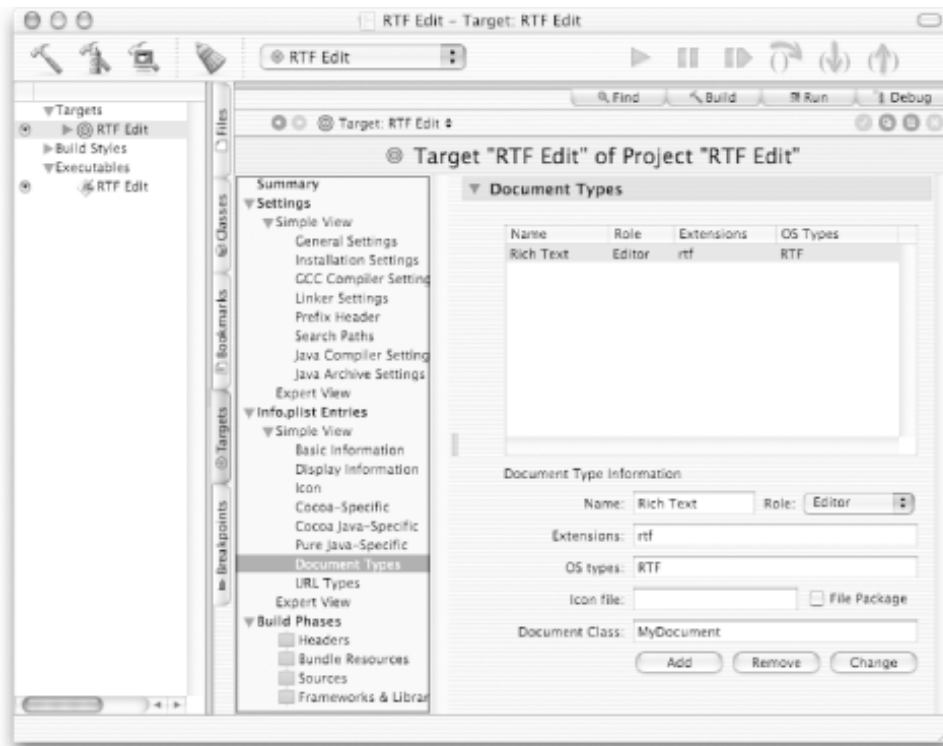 RTF Edit – Target: RTF Edit
RTF Edit
Find
Build
Run
Debug
Targets
RTF Edit
Build Styles
Executables
RTF Edit
Files
Classes
Bookmarks
Targets
Breakpoints
Target: RTF Edit
Target "RTF Edit" of Project "RTF Edit"
Summary
Settings
Simple View
General Settings
Installation Settings
GCC Compiler Setting
Linker Settings
Prefix Header
Search Paths
Java Compiler Setting
Java Archive Settings
Expert View
Info.plist Entries
Simple View
Basic Information
Display Information
Icon
Cocoa-Specific
Cocoa Java-Specific
Pure Java-Specific
Document Types
URL Types
Expert View
Build Phases
Headers
Bundle Resources
Sources
Frameworks & Librar
Document Types
Name Role Extensions OS Types
Rich Text Editor rtf RTF
Document Type Information
Name: Rich Text Role: Editor
Extensions: rtf
OS types: RTF
Icon file: File Package
Document Class: MyDocument
Add Remove Change